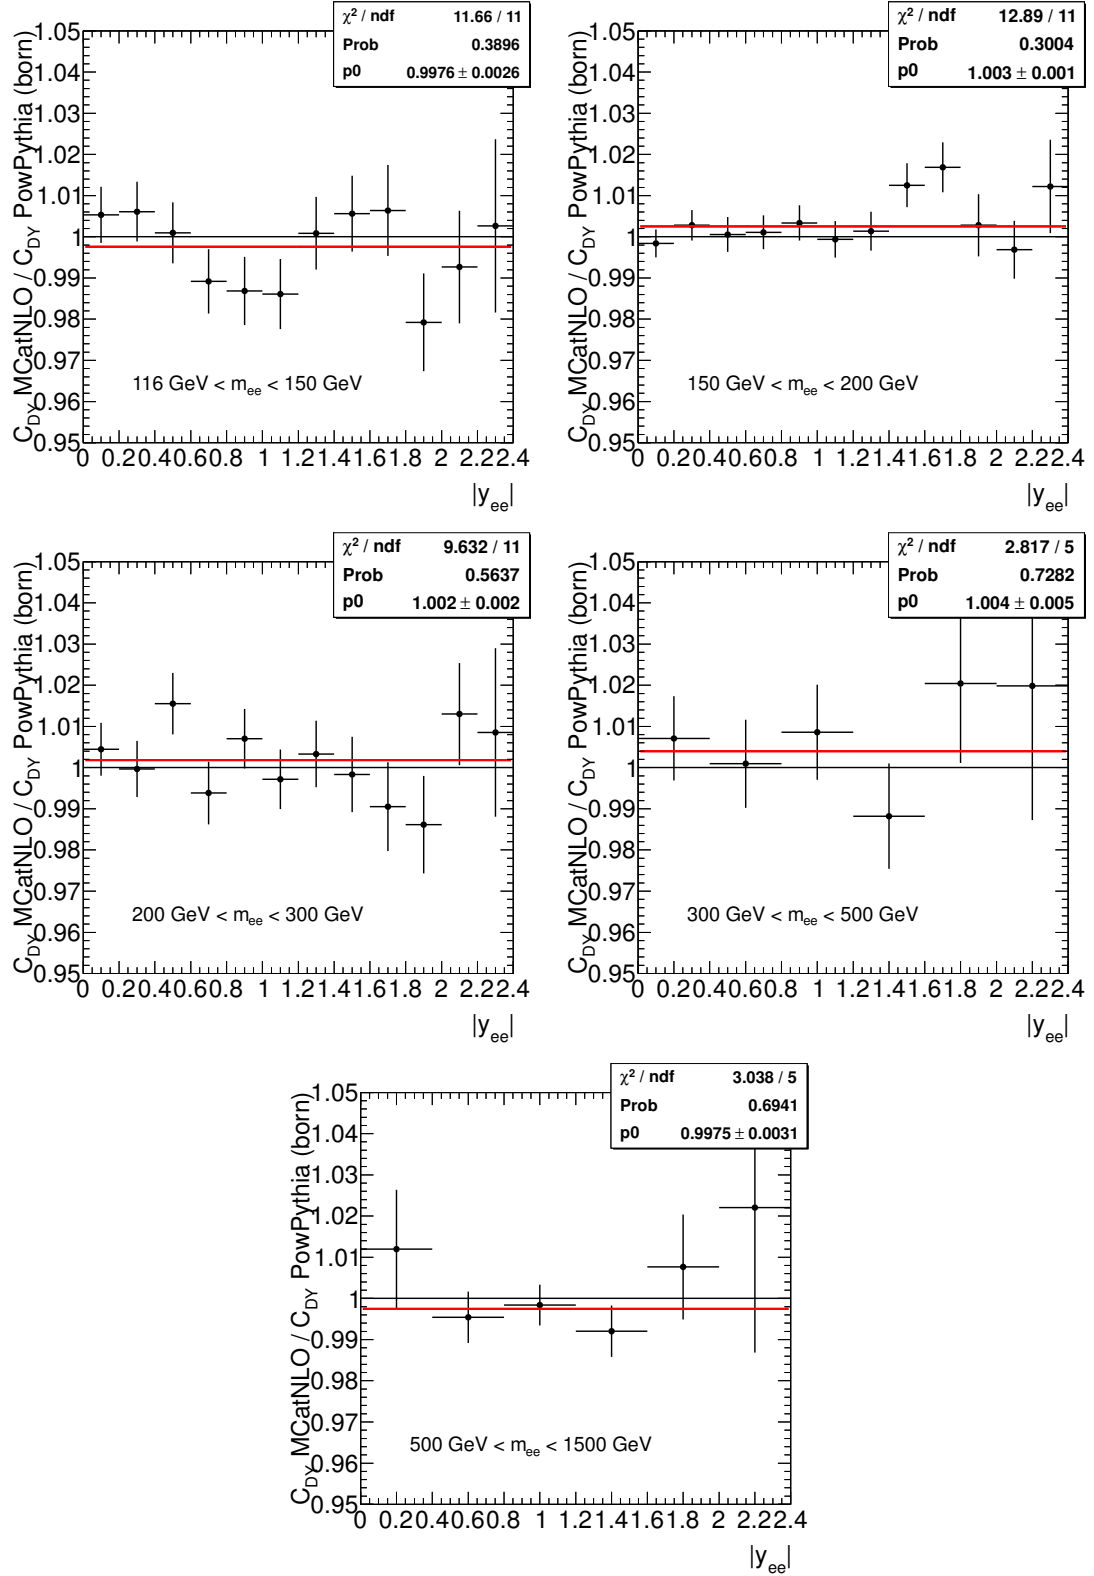 χ² / ndf 11.66 / 11
Prob 0.3896
p0 0.9976 ± 0.0026
C_DY MCatNLO / C_DY PowPythia (born)
1.05
1.04
1.03
1.02
1.01
1
0.99
0.98
0.97
0.96
0.95
116 GeV < m_ee < 150 GeV
0 0.2 0.4 0.6 0.8 1 1.2 1.4 1.6 1.8 2 2.2 2.4
|y_ee|
χ² / ndf 12.89 / 11
Prob 0.3004
p0 1.003 ± 0.001
C_DY MCatNLO / C_DY PowPythia (born)
1.05
1.04
1.03
1.02
1.01
1
0.99
0.98
0.97
0.96
0.95
150 GeV < m_ee < 200 GeV
0 0.2 0.4 0.6 0.8 1 1.2 1.4 1.6 1.8 2 2.2 2.4
|y_ee|
χ² / ndf 9.632 / 11
Prob 0.5637
p0 1.002 ± 0.002
C_DY MCatNLO / C_DY PowPythia (born)
1.05
1.04
1.03
1.02
1.01
1
0.99
0.98
0.97
0.96
0.95
200 GeV < m_ee < 300 GeV
0 0.2 0.4 0.6 0.8 1 1.2 1.4 1.6 1.8 2 2.2 2.4
|y_ee|
χ² / ndf 2.817 / 5
Prob 0.7282
p0 1.004 ± 0.005
C_DY MCatNLO / C_DY PowPythia (born)
1.05
1.04
1.03
1.02
1.01
1
0.99
0.98
0.97
0.96
0.95
300 GeV < m_ee < 500 GeV
0 0.2 0.4 0.6 0.8 1 1.2 1.4 1.6 1.8 2 2.2 2.4
|y_ee|
χ² / ndf 3.038 / 5
Prob 0.6941
p0 0.9975 ± 0.0031
C_DY MCatNLO / C_DY PowPythia (born)
1.05
1.04
1.03
1.02
1.01
1
0.99
0.98
0.97
0.96
0.95
500 GeV < m_ee < 1500 GeV
0 0.2 0.4 0.6 0.8 1 1.2 1.4 1.6 1.8 2 2.2 2.4
|y_ee|